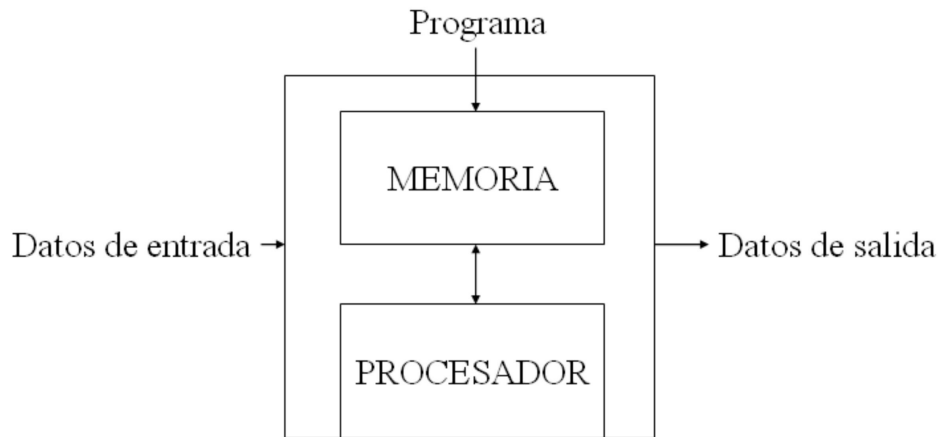 Programa
MEMORIA
Datos de entrada
Datos de salida
PROCESADOR